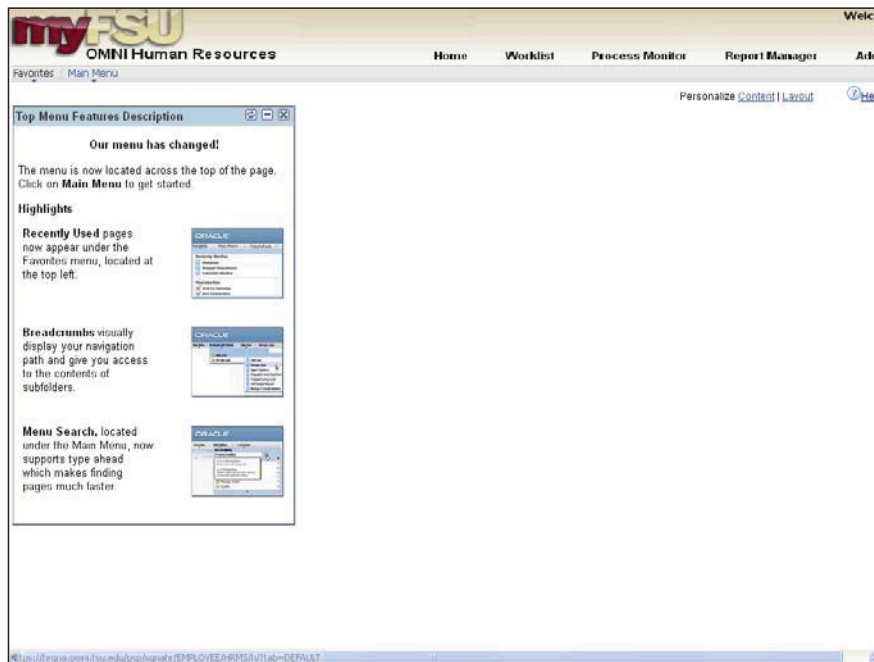 myFSU
Welc
OMNI Human Resources
Home Worklist Process Monitor Report Manager Add
Favorites Main Menu
Personalize Content | Layout ? He
Top Menu Features Description
Our menu has changed!
The menu is now located across the top of the page.
Click on Main Menu to get started.
Highlights
Recently Used pages
now appear under the
Favorites menu, located at
the top left.
ORACLE
Breadcrumbs visually
display your navigation
path and give you access
to the contents of
subfolders.
ORACLE
Menu Search, located
under the Main Menu, now
supports type ahead
which makes finding
pages much faster.
ORACLE